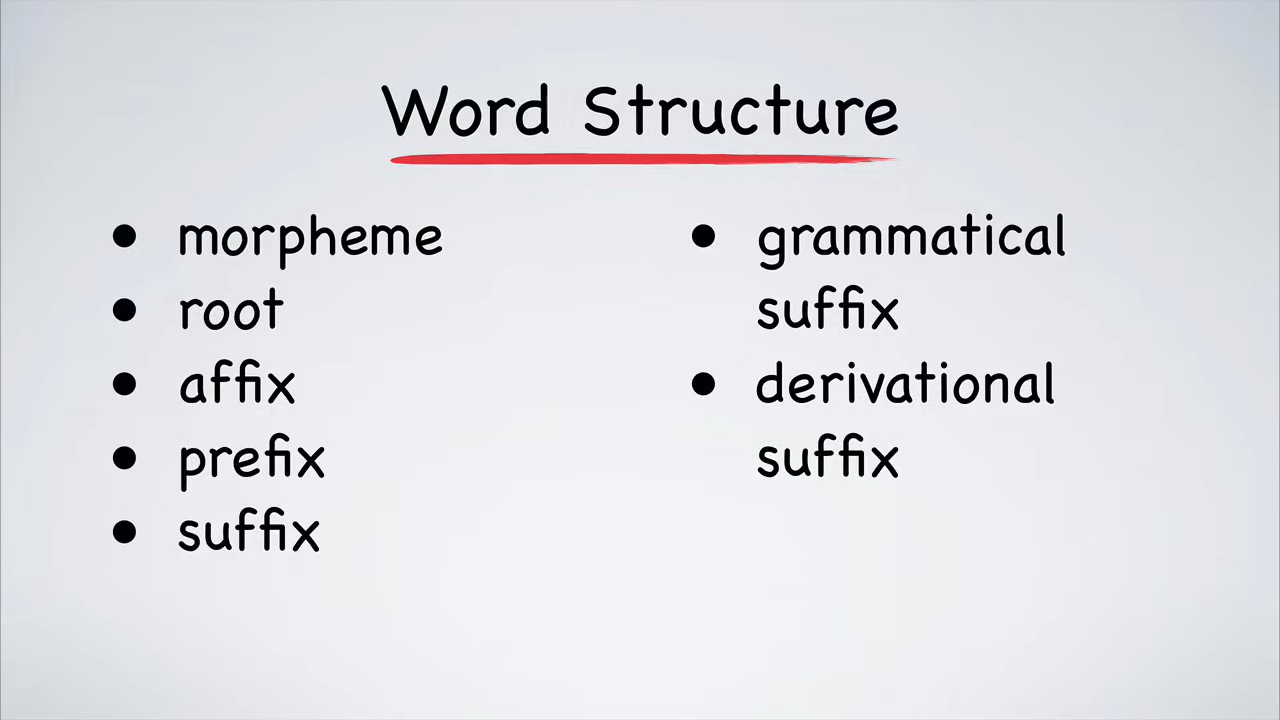 Word Structure
• morpheme
• root
• affix
• prefix
• suffix
• grammatical
suffix
• derivational
suffix